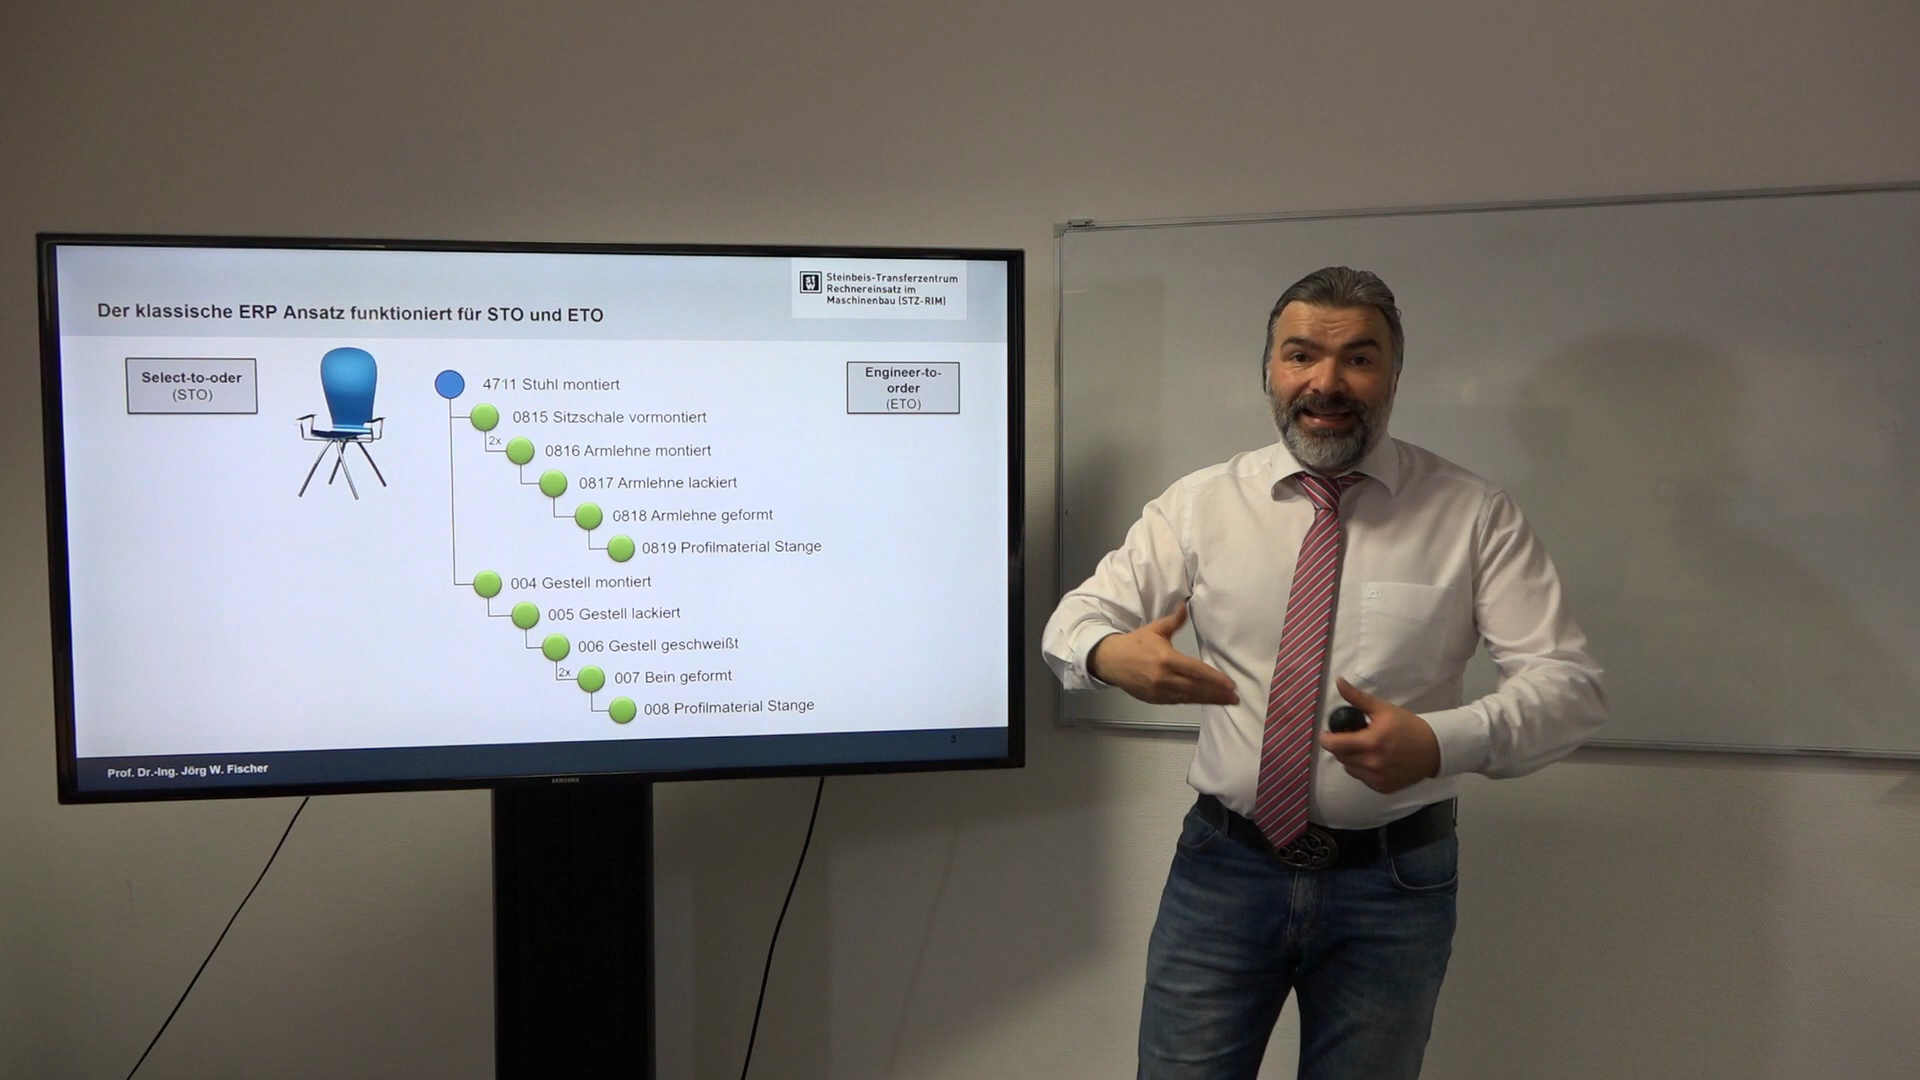 Steinbeis-Transferzentrum
Rechnereinsatz im
Maschinenbau (STZ-RIM)
Der klassische ERP Ansatz funktioniert für STO und ETO
Select-to-oder
(STO)
Engineer-to-
order
(ETO)
4711 Stuhl montiert
0815 Sitzschale vormontiert
2x
0816 Armlehne montiert
0817 Armlehne lackiert
0818 Armlehne geformt
0819 Profilmaterial Stange
004 Gestell montiert
005 Gestell lackiert
006 Gestell geschweißt
2x
007 Bein geformt
008 Profilmaterial Stange
3
Prof. Dr.-Ing. Jörg W. Fischer
SAMSUNG